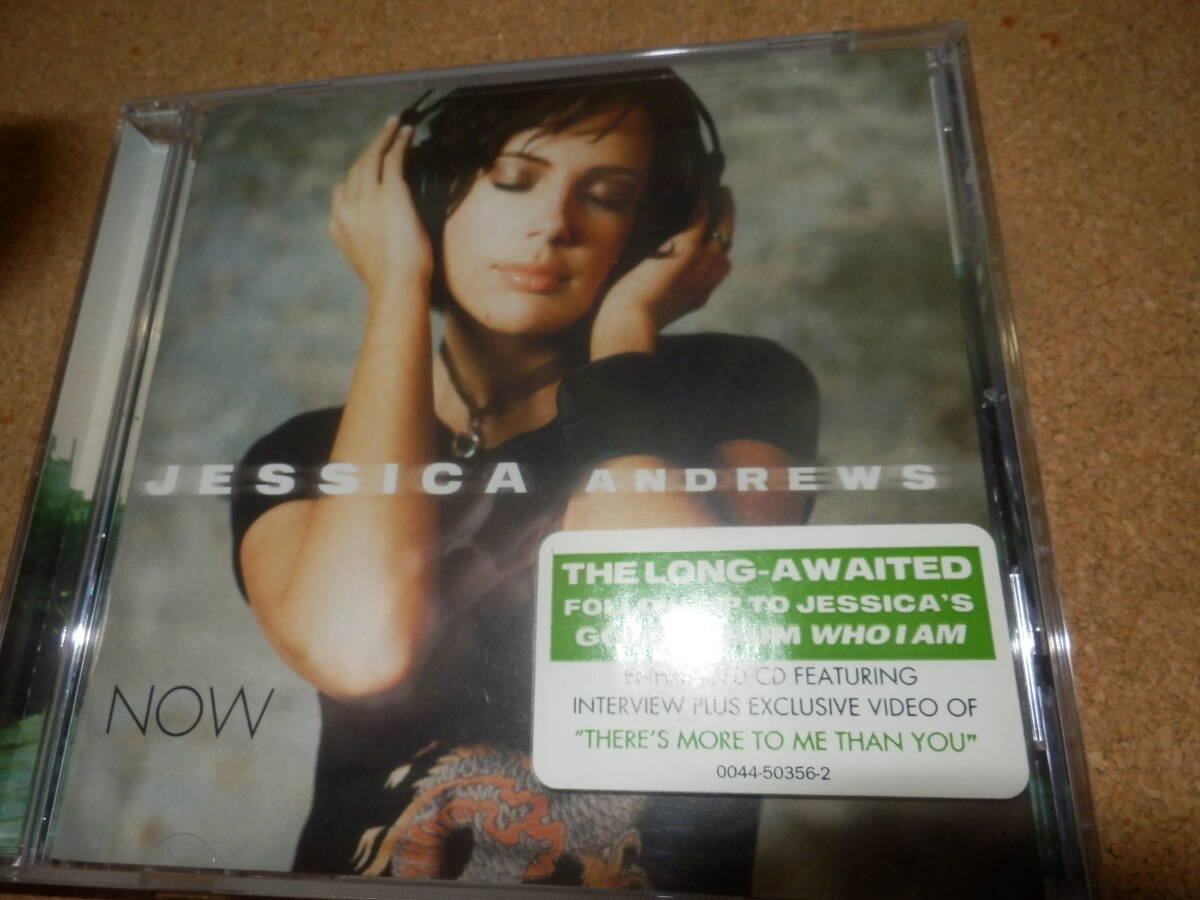 JESSICA ANDREWS
NOW
THE LONG-AWAITED
TO JESSICA'S
WHO I AM
CD FEATURING
INTERVIEW PLUS EXCLUSIVE VIDEO OF
"THERE'S MORE TO ME THAN YOU"
0044-50356-2